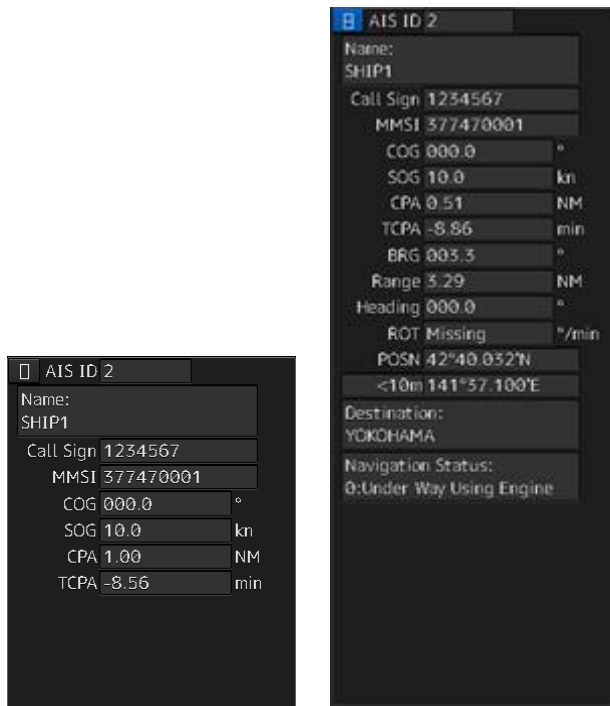 AIS ID 2
Name:
SHIP1
Call Sign 1234567
MMSI 377470001
COG 000.0 °
SOG 10.0 kn
CPA 1.00 NM
TCPA -8.56 min
AIS ID 2
Name:
SHIP1
Call Sign 1234567
MMSI 377470001
COG 000.0 °
SOG 10.0 kn
CPA 0.51 NM
TCPA -8.86 min
BRG 003.3 °
Range 3.29 NM
Heading 000.0 °
ROT Missing °/min
POSN 42°40.032'N
<10m 141°57.100'E
Destination:
YOKOHAMA
Navigation Status:
0:Under Way Using Engine